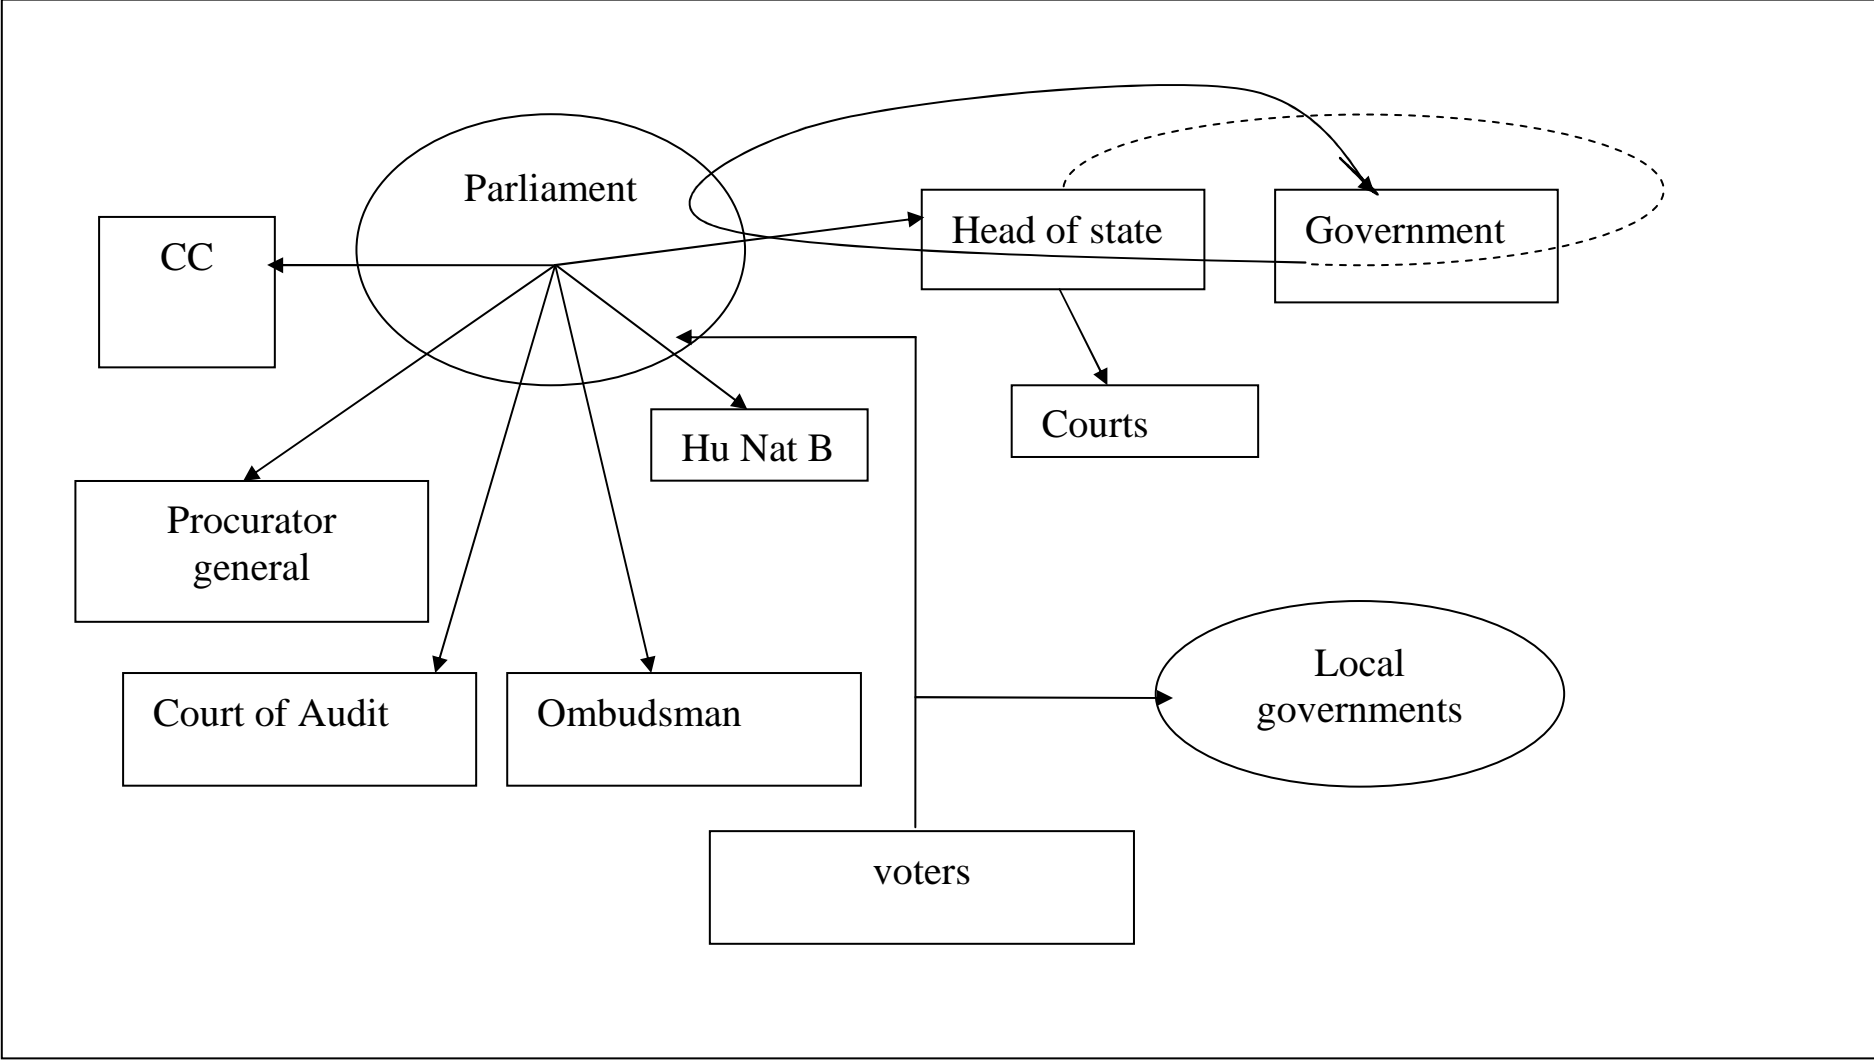 Parliament
Head of state
Government
CC
Courts
Hu Nat B
Procurator
general
Local
governments
Court of Audit
Ombudsman
voters